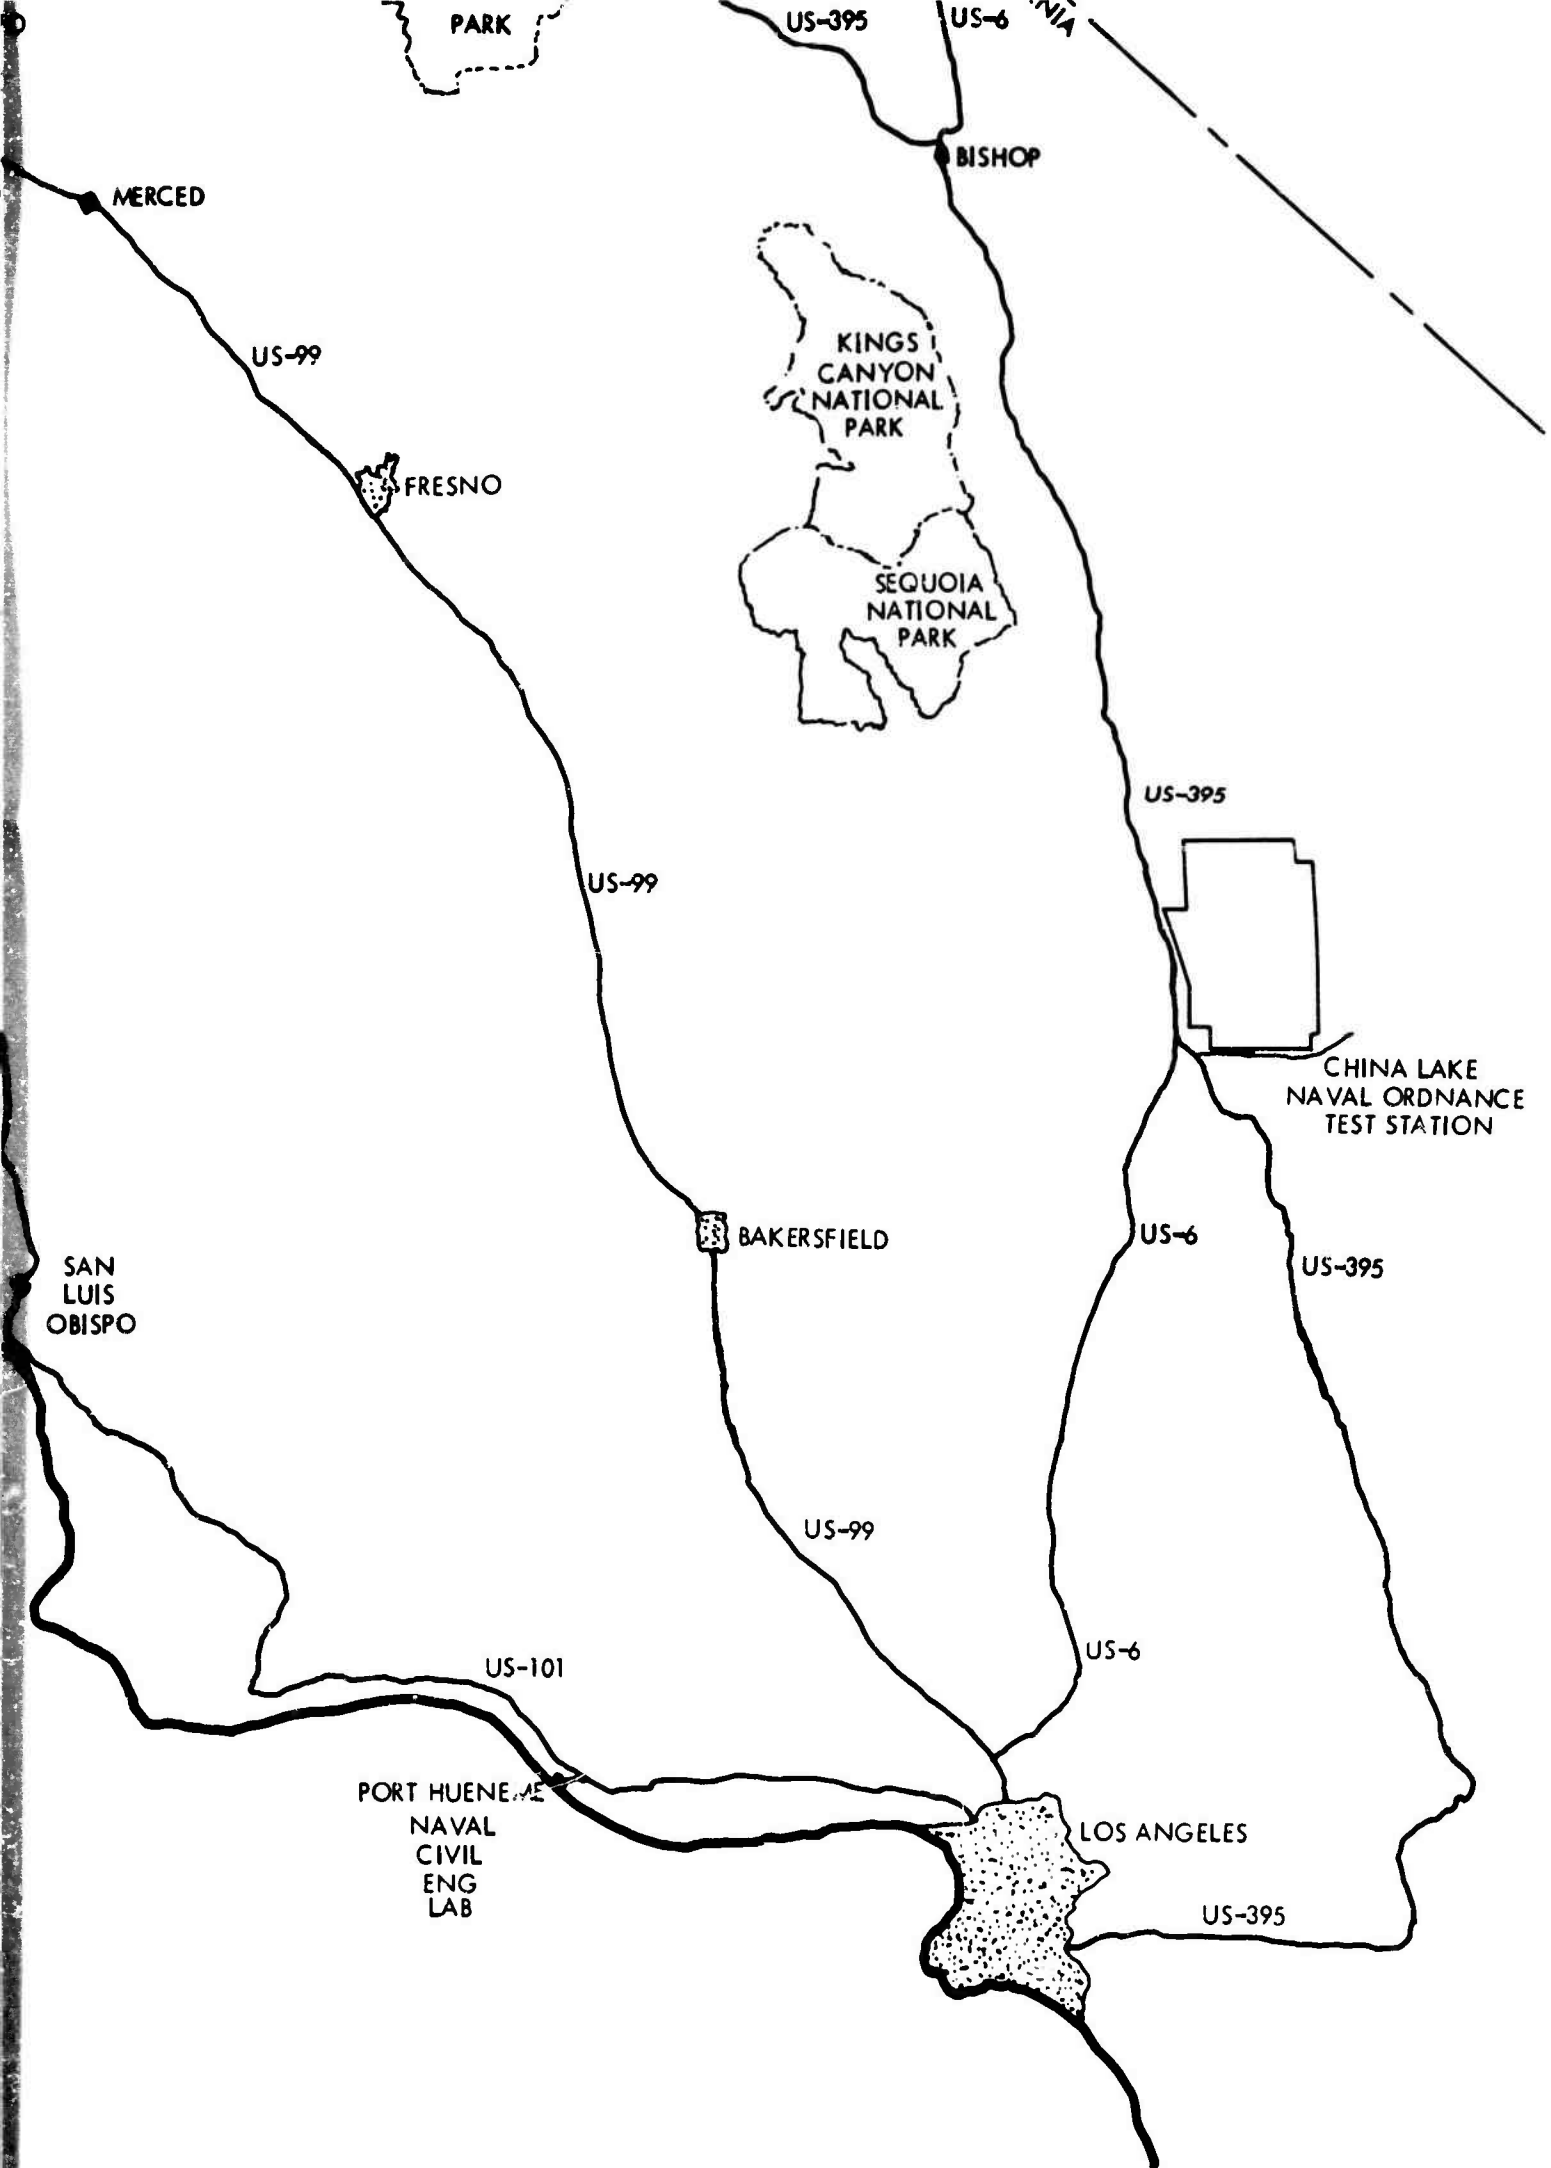 PARK
US-395
US-6
NIA
BISHOP
MERCED
KINGS
CANYON
NATIONAL
PARK
US-99
FRESNO
SEQUOIA
NATIONAL
PARK
US-395
US-99
CHINA LAKE
NAVAL ORDNANCE
TEST STATION
US-6
BAKERSFIELD
US-395
SAN
LUIS
OBISPO
US-99
US-6
US-101
PORT HUENEME
NAVAL
CIVIL
ENG
LAB
LOS ANGELES
US-395